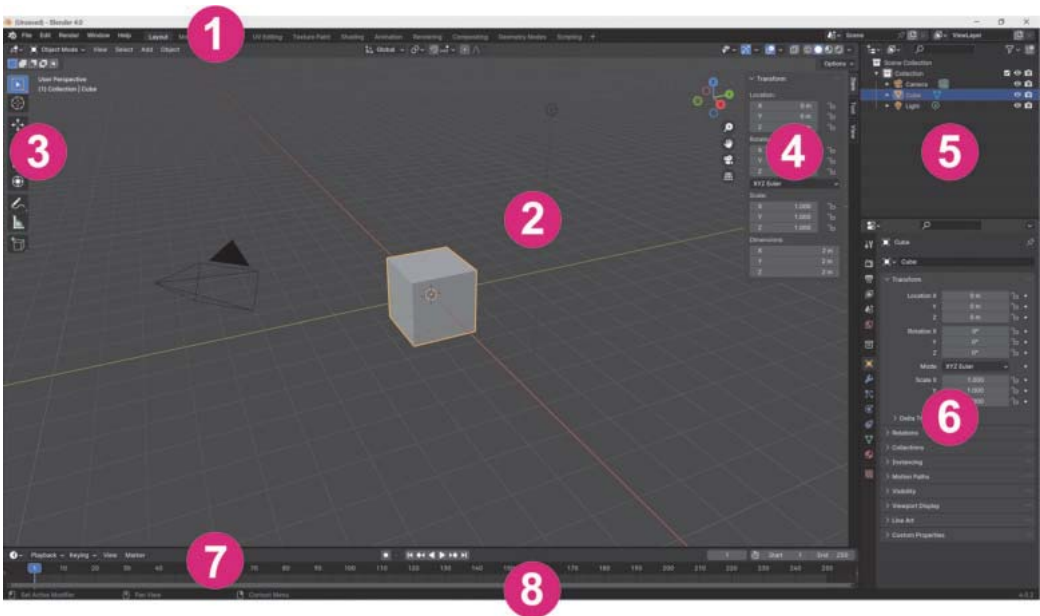 (Unsaved) - Blender 4.0
File Edit Render Window Help Layout UV Editing Texture Paint Shading Animation Rendering Compositing Geometry Nodes Scripting +
Scene ViewLayer
1
Object Mode View Select Add Object Global
Options
User Perspective
(1) Collection | Cube
Transform
Location:
X 0 m
Y 0 m
Z
X
Y
Z
XYZ Euler
Scale:
X 1.000
Y 1.000
Z 1.000
Dimensions:
X 2 m
Y 2 m
Z 2 m
Tool
View
X
Z
2
3
4
Scene Collection
Collection
Camera
Cube
Light
5
Cube
Cube
Transform
Location X 0 m
Y 0 m
Z 0 m
Rotation X 0°
Y 0°
Z 0°
Mode XYZ Euler
Scale X 1.000
Y
6
Relations
Collections
Instancing
Motion Paths
Visibility
Viewport Display
Line Art
Custom Properties
Playback Keying View Marker
1 Start 1 End 250
7
1 10 20 30 40 70 80 90 100 110 120 130 140 170 180 190 200 210 220 230 240 250
8
Set Active Modifier Pan View Context Menu
4.0.2